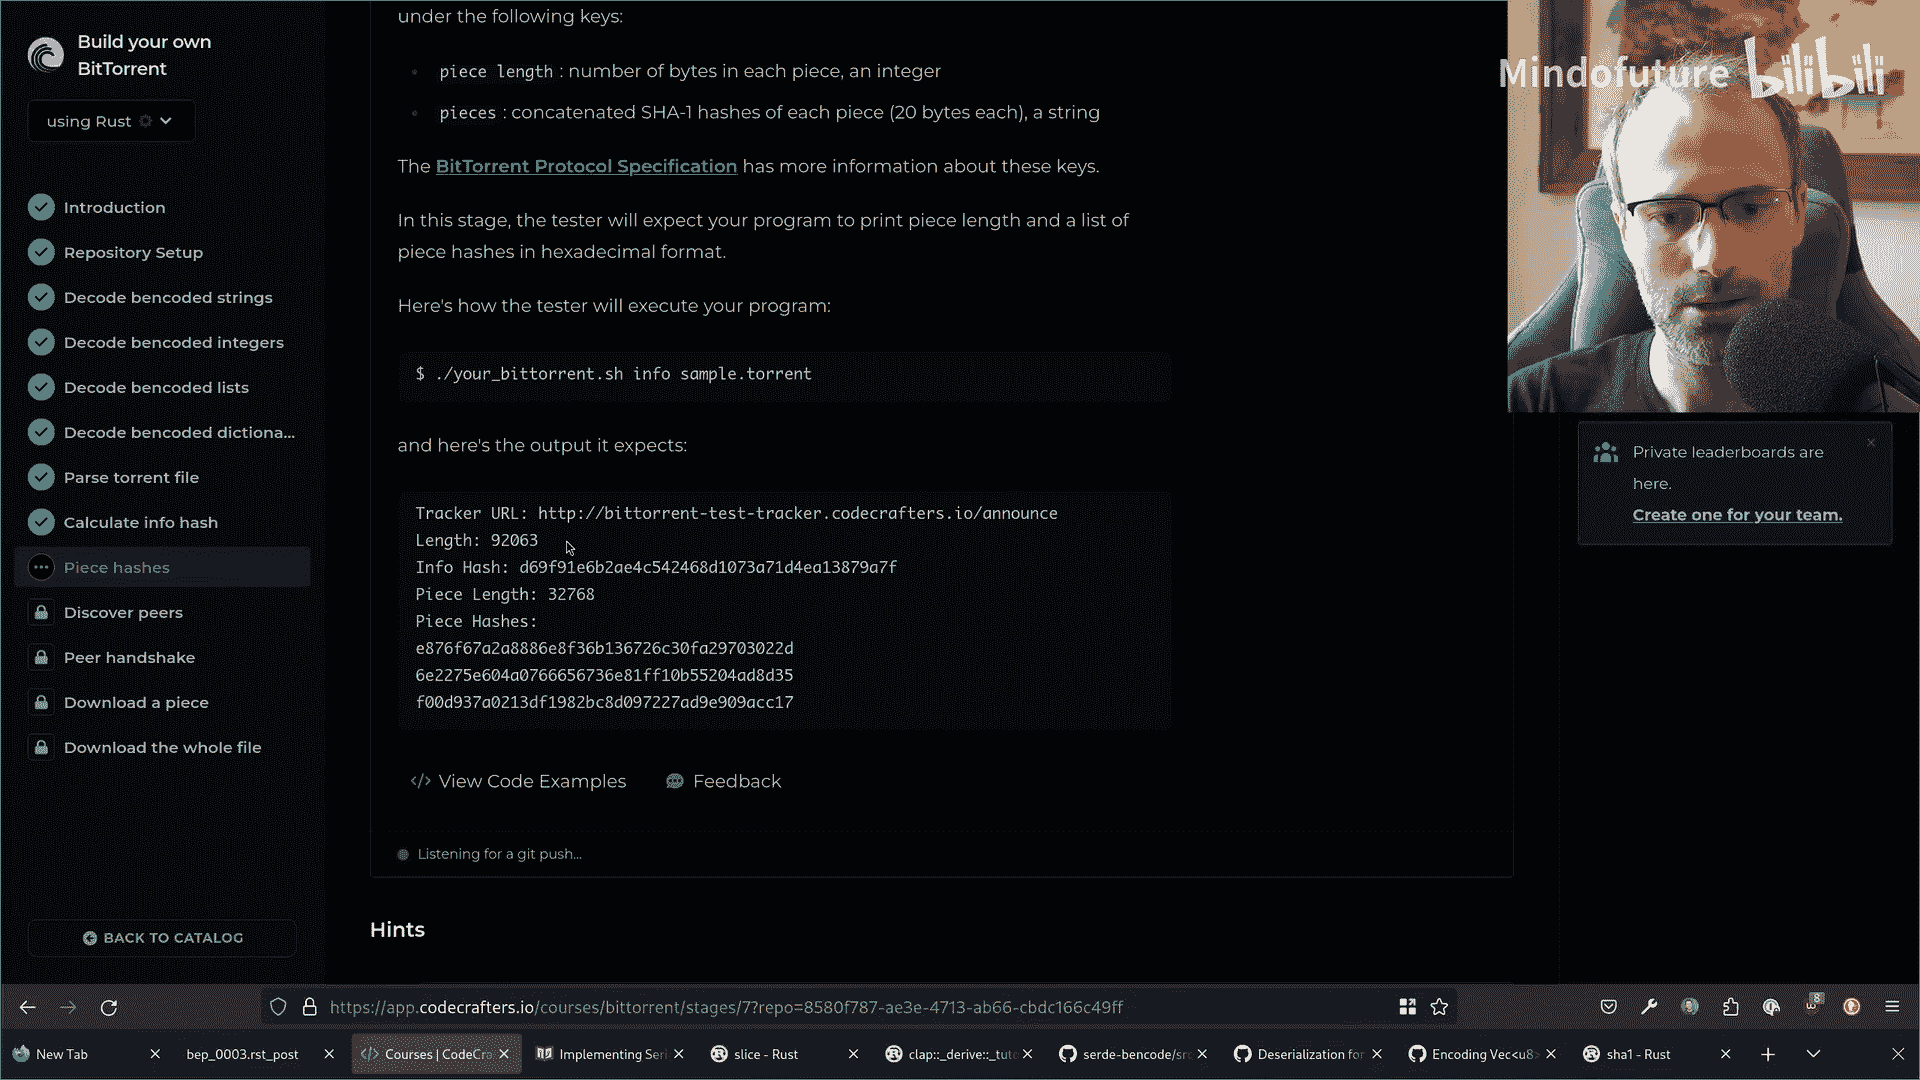 under the following keys:
Build your own
BitTorrent
Mindofuture bilibili
piece length : number of bytes in each piece, an integer
using Rust
pieces : concatenated SHA-1 hashes of each piece (20 bytes each), a string
The BitTorrent Protocol Specification has more information about these keys.
Introduction
In this stage, the tester will expect your program to print piece length and a list of
piece hashes in hexadecimal format.
Repository Setup
Decode bencoded strings
Here's how the tester will execute your program:
Decode bencoded integers
$ ./your_bittorrent.sh info sample.torrent
Decode bencoded lists
Decode bencoded dictiona...
and here's the output it expects:
Private leaderboards are
here.
Create one for your team.
Parse torrent file
Calculate info hash
Tracker URL: http://bittorrent-test-tracker.codecrafters.io/announce
Length: 92063
Info Hash: d69f91e6b2ae4c542468d1073a71d4ea13879a7f
Piece Length: 32768
Piece Hashes:
e876f67a2a8886e8f36b136726c30fa29703022d
6e2275e604a0766656736e81ff10b55204ad8d35
f00d937a0213df1982bc8d097227ad9e909acc17
Piece hashes
Discover peers
Peer handshake
Download a piece
Download the whole file
</> View Code Examples
Feedback
Listening for a git push...
BACK TO CATALOG
Hints
https://app.codecrafters.io/courses/bittorrent/stages/7?repo=8580f787-ae3e-4713-ab66-cbdc166c49ff
New Tab
bep_0003.rst_post
Courses | CodeCra
Implementing Seri
slice - Rust
clap::_derive::_tuto
serde-bencode/src
Deserialization for
Encoding Vec<u8>
sha1 - Rust